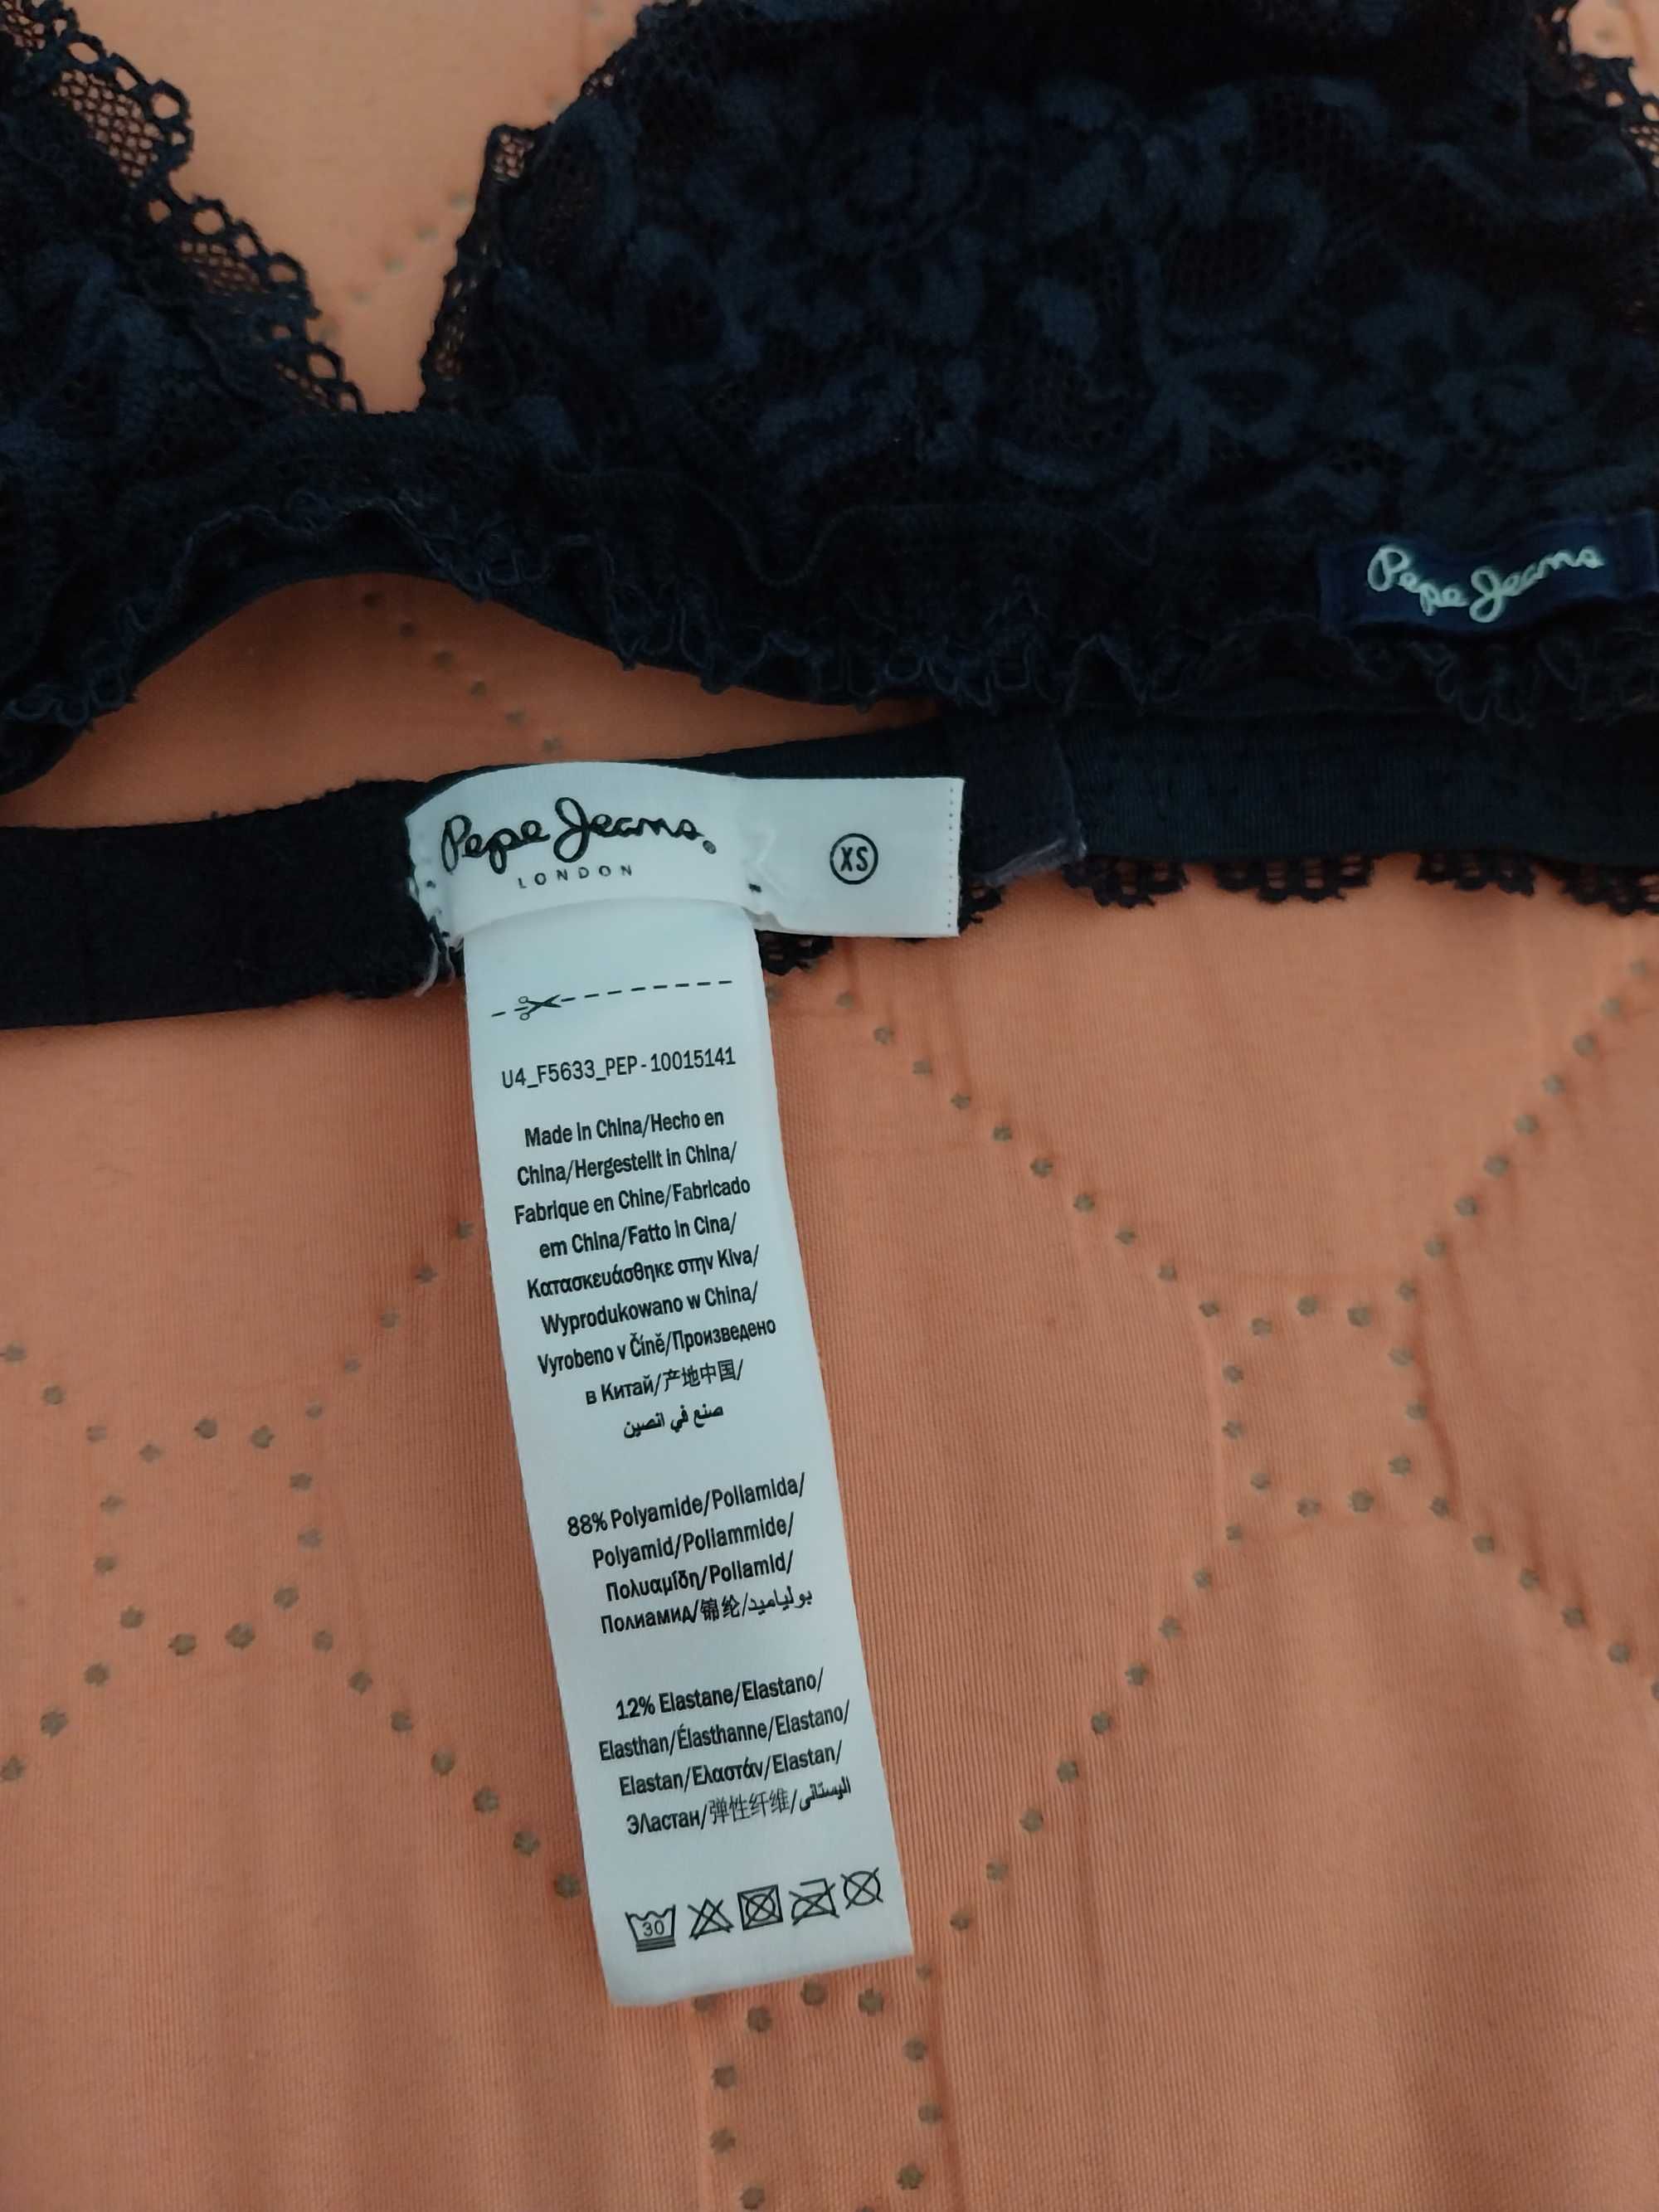 Pepe Jeans
Pepe Jeans
LONDON
XS
U4_F5633_PEP-10015141
Made in China/Hecho en
China/Hergestellt in China/
Fabrique en Chine/Fabricado
em China/Fatto in Cina/
Κατασκευάσθηκε στην Kiva/
Wyprodukowano w China/
Vyrobeno v Číně/Произведено
в Китай/产地中国/
صنع في الصين
88% Polyamide/Poliamida/
Polyamid/Poliammide/
Πολυαμίδη/Poliamid/
Полиамид/锦纶/بولياميد
12% Elastane/Elastano/
Elasthan/Élasthanne/Elastano/
Elastan/Ελαστάν/Elastan/
Эластан/弹性纤维/
30